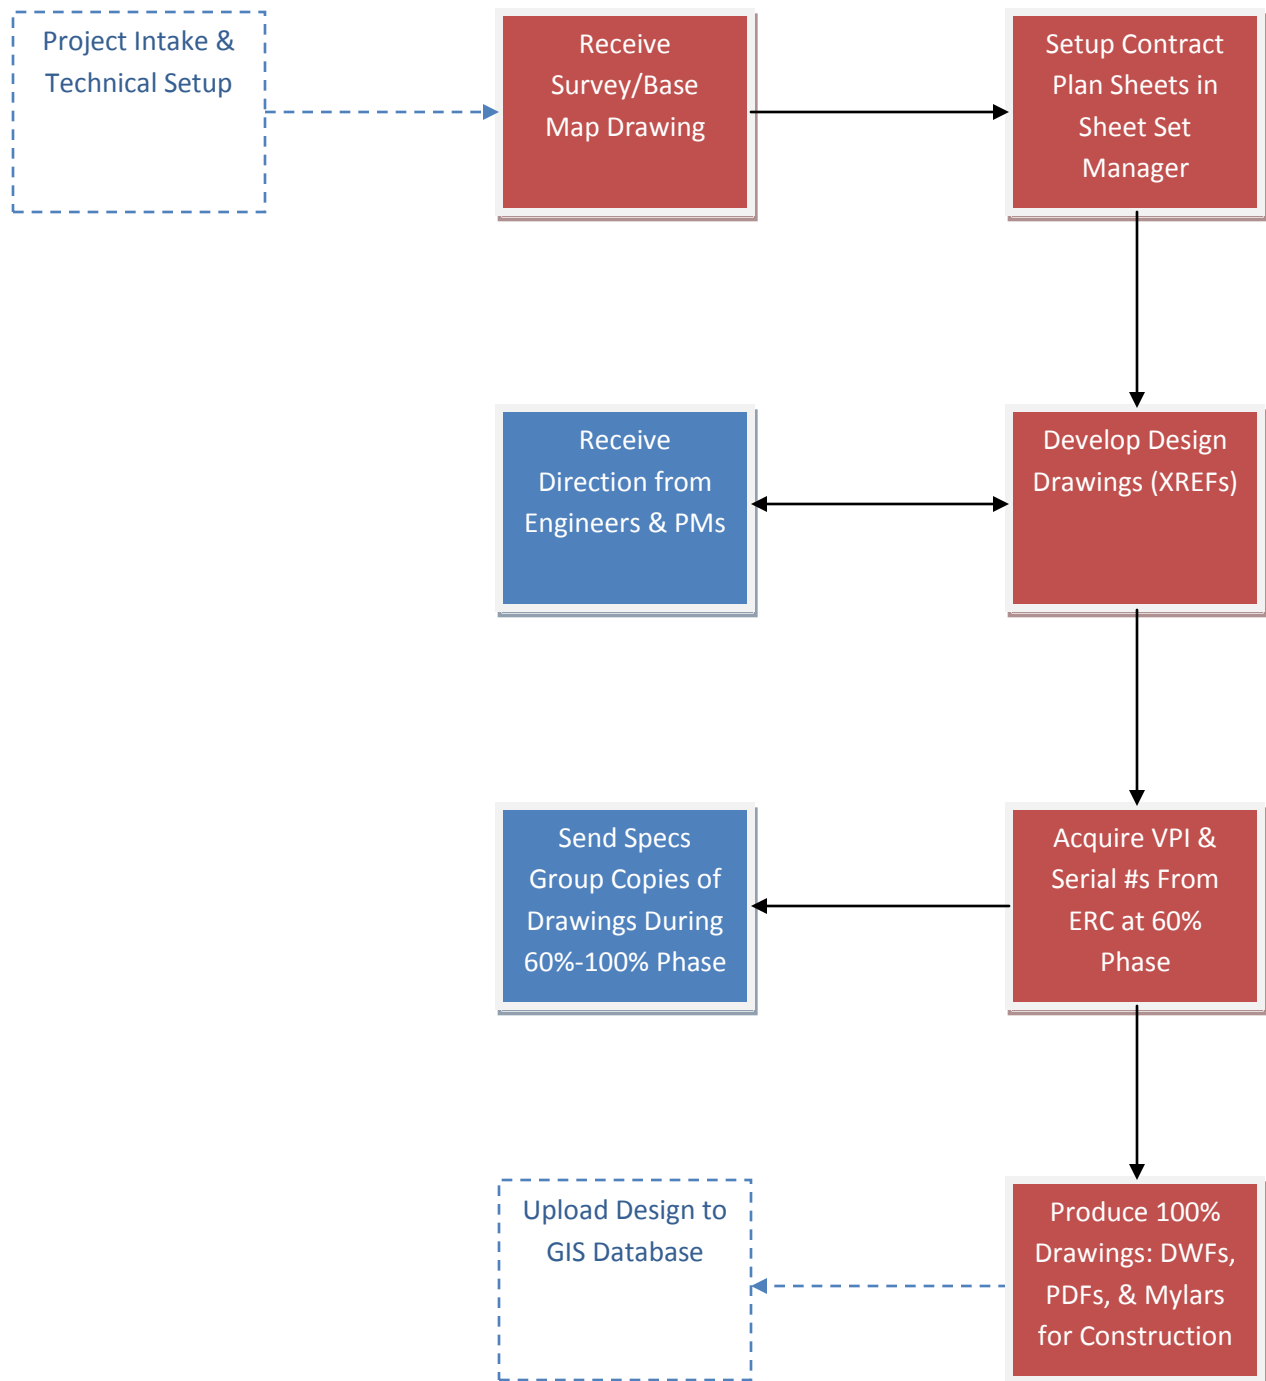 Project Intake &
Technical Setup
Receive
Survey/Base
Map Drawing
Setup Contract
Plan Sheets in
Sheet Set
Manager
Receive
Direction from
Engineers & PMs
Develop Design
Drawings (XREFs)
Send Specs
Group Copies of
Drawings During
60%-100% Phase
Acquire VPI &
Serial #s From
ERC at 60%
Phase
Upload Design to
GIS Database
Produce 100%
Drawings: DWFs,
PDFs, & Mylars
for Construction